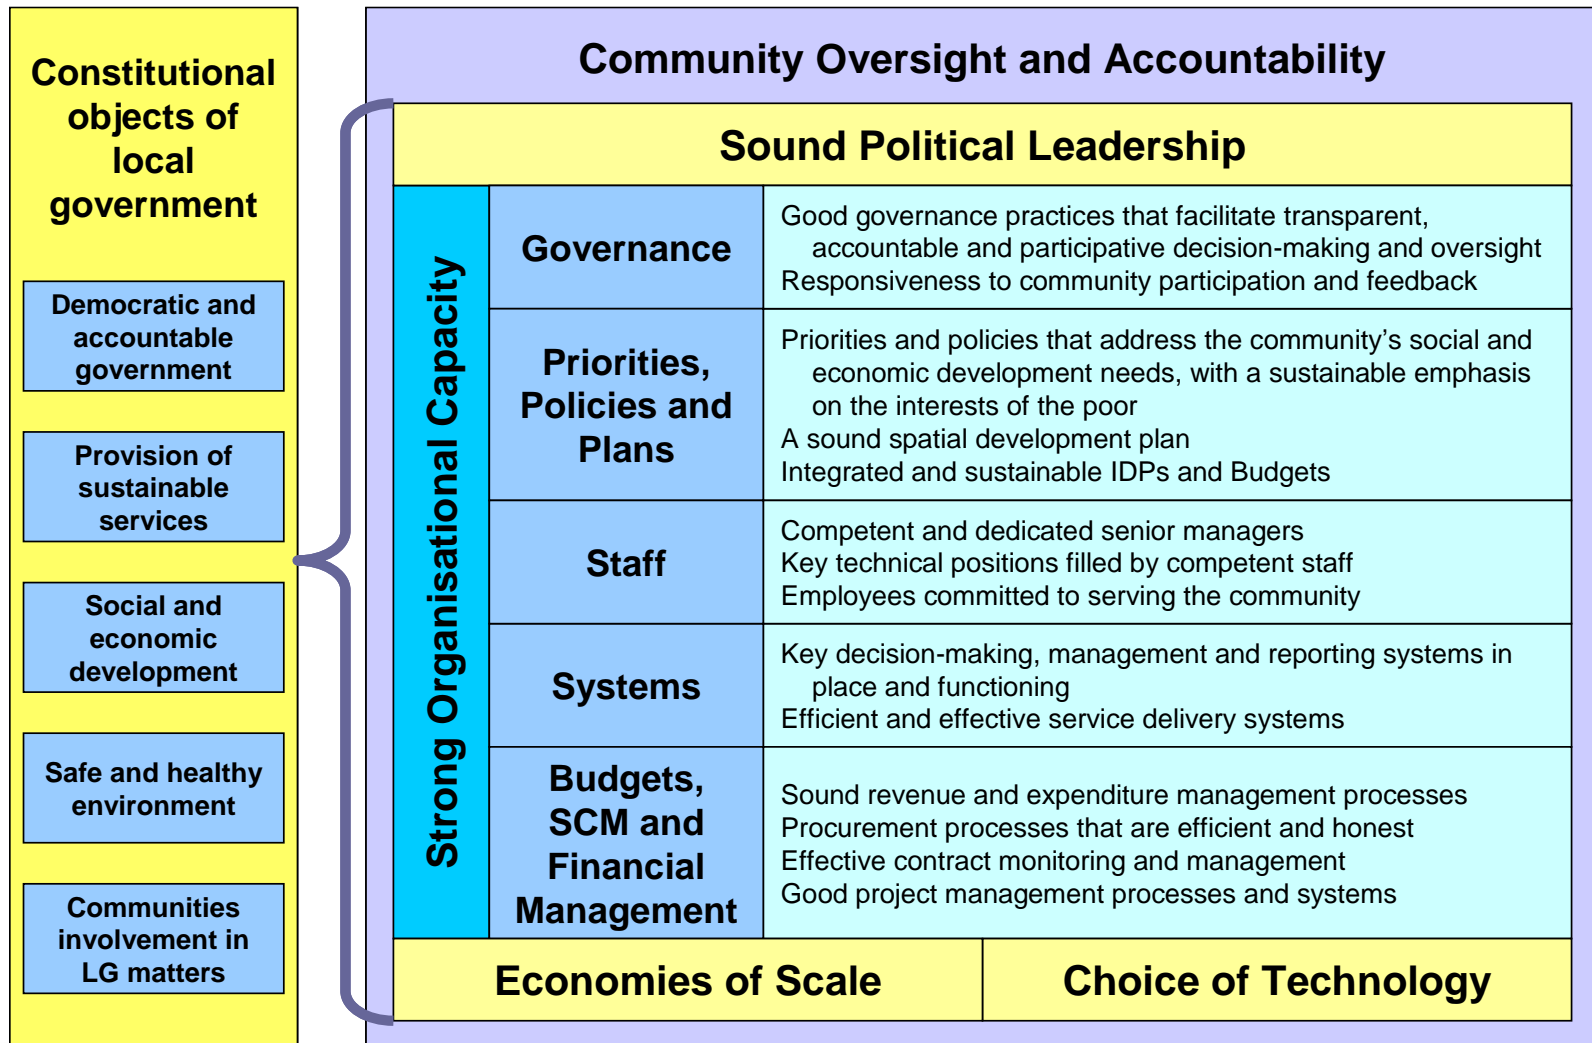 Constitutional
objects of
local
government
Democratic and
accountable
government
Provision of
sustainable
services
Social and
economic
development
Safe and healthy
environment
Communities
involvement in
LG matters
Community Oversight and Accountability
Sound Political Leadership
Strong Organisational Capacity
Governance
Good governance practices that facilitate transparent,
accountable and participative decision-making and oversight
Responsiveness to community participation and feedback
Priorities,
Policies and
Plans
Priorities and policies that address the community’s social and
economic development needs, with a sustainable emphasis
on the interests of the poor
A sound spatial development plan
Integrated and sustainable IDPs and Budgets
Staff
Competent and dedicated senior managers
Key technical positions filled by competent staff
Employees committed to serving the community
Systems
Key decision-making, management and reporting systems in
place and functioning
Efficient and effective service delivery systems
Budgets,
SCM and
Financial
Management
Sound revenue and expenditure management processes
Procurement processes that are efficient and honest
Effective contract monitoring and management
Good project management processes and systems
Economies of Scale
Choice of Technology